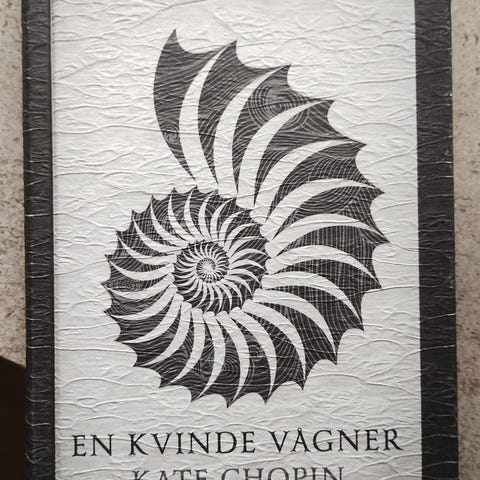 EN KVINDE VÅGNER
KATE CHOPIN